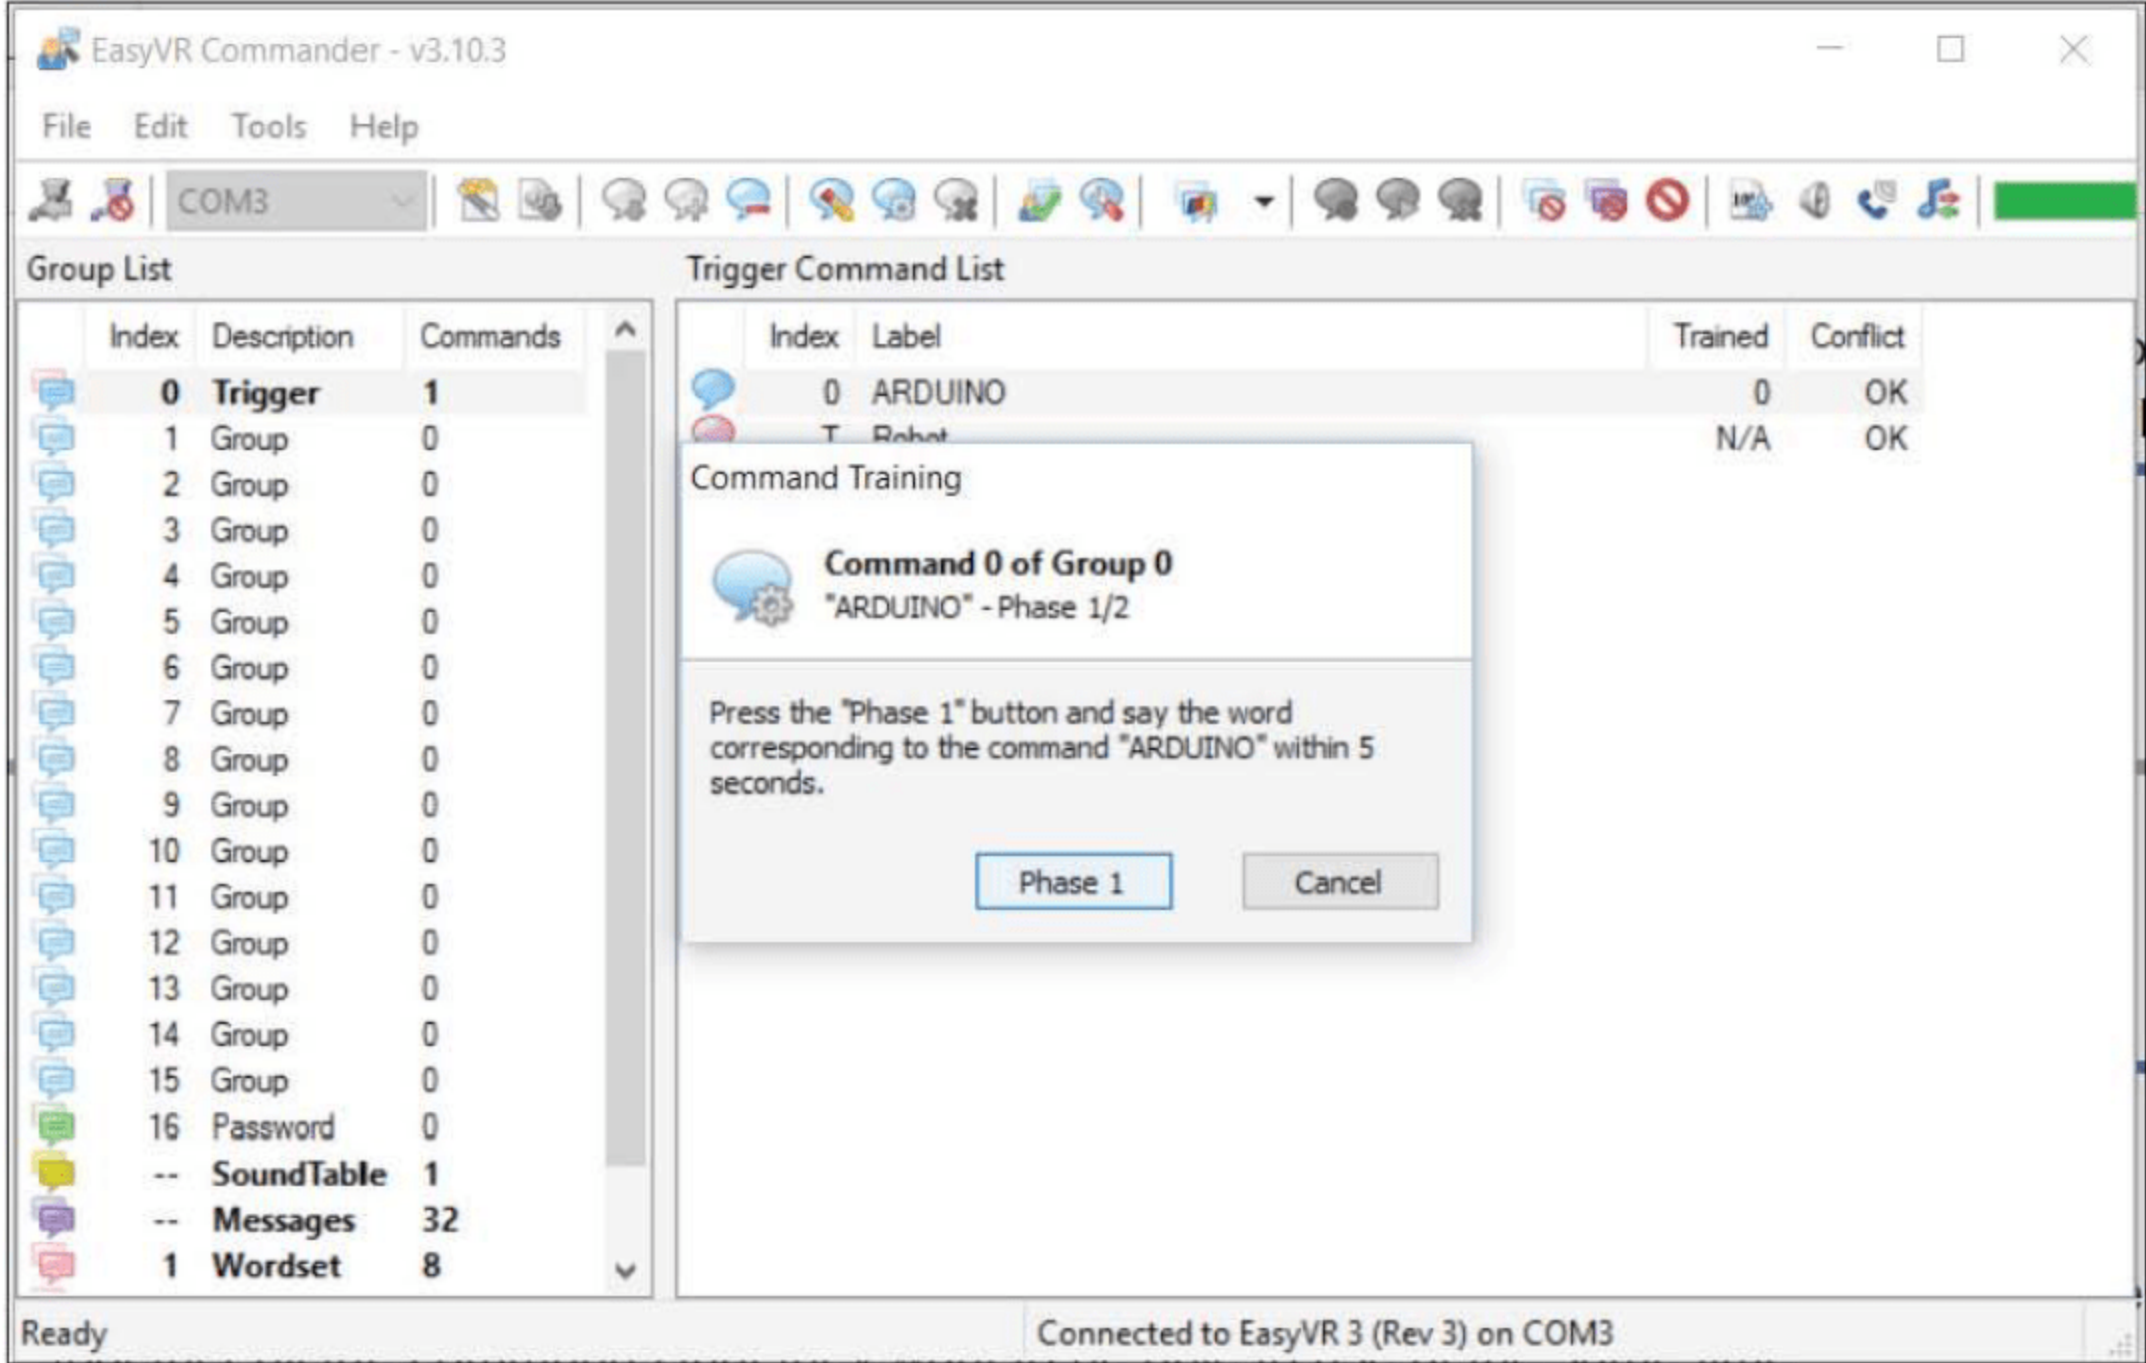 EasyVR Commander - v3.10.3
File Edit Tools Help
COM3
Group List
Index Description Commands
0 Trigger 1
1 Group 0
2 Group 0
3 Group 0
4 Group 0
5 Group 0
6 Group 0
7 Group 0
8 Group 0
9 Group 0
10 Group 0
11 Group 0
12 Group 0
13 Group 0
14 Group 0
15 Group 0
16 Password 0
-- SoundTable 1
-- Messages 32
1 Wordset 8
Trigger Command List
Index Label Trained Conflict
0 ARDUINO 0 OK
T Robot N/A OK
Command Training
Command 0 of Group 0
"ARDUINO" - Phase 1/2
Press the "Phase 1" button and say the word
corresponding to the command "ARDUINO" within 5
seconds.
Phase 1 Cancel
Ready
Connected to EasyVR 3 (Rev 3) on COM3